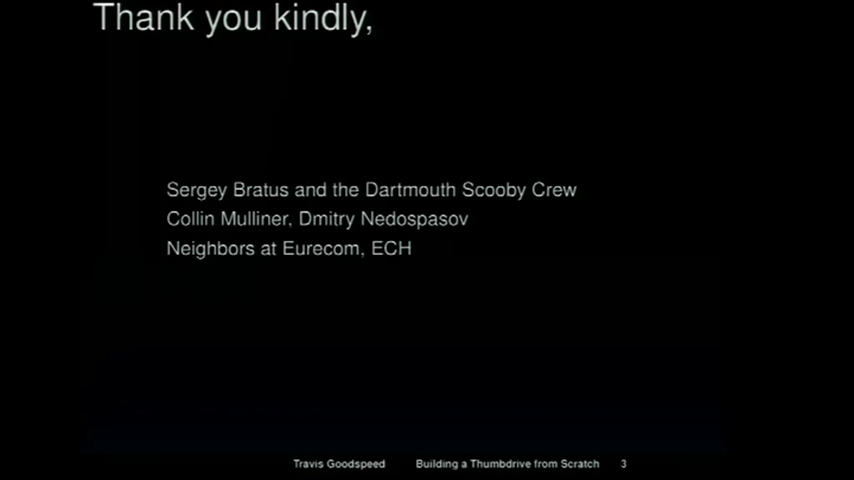 Thank you kindly,
Sergey Bratus and the Dartmouth Scooby Crew
Collin Mulliner, Dmitry Nedospasov
Neighbors at Eurecom, ECH
Travis Goodspeed Building a Thumbdrive from Scratch 3